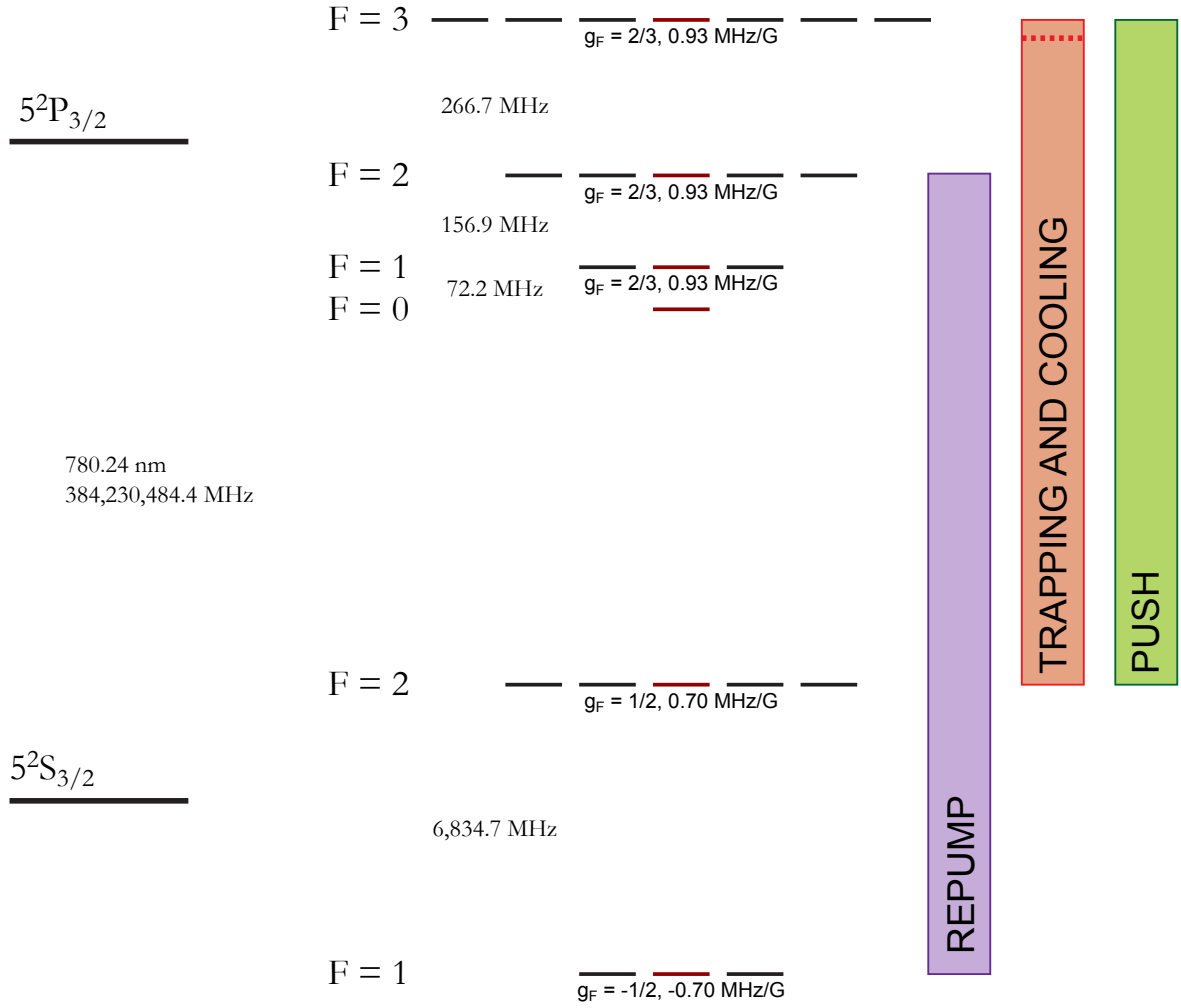 F = 3
g_F = 2/3, 0.93 MHz/G
5²P₃/₂
266.7 MHz
F = 2
g_F = 2/3, 0.93 MHz/G
156.9 MHz
F = 1
g_F = 2/3, 0.93 MHz/G
72.2 MHz
F = 0
780.24 nm
384,230,484.4 MHz
F = 2
g_F = 1/2, 0.70 MHz/G
5²S₃/₂
6,834.7 MHz
F = 1
g_F = -1/2, -0.70 MHz/G
REPUMP
TRAPPING AND COOLING
PUSH